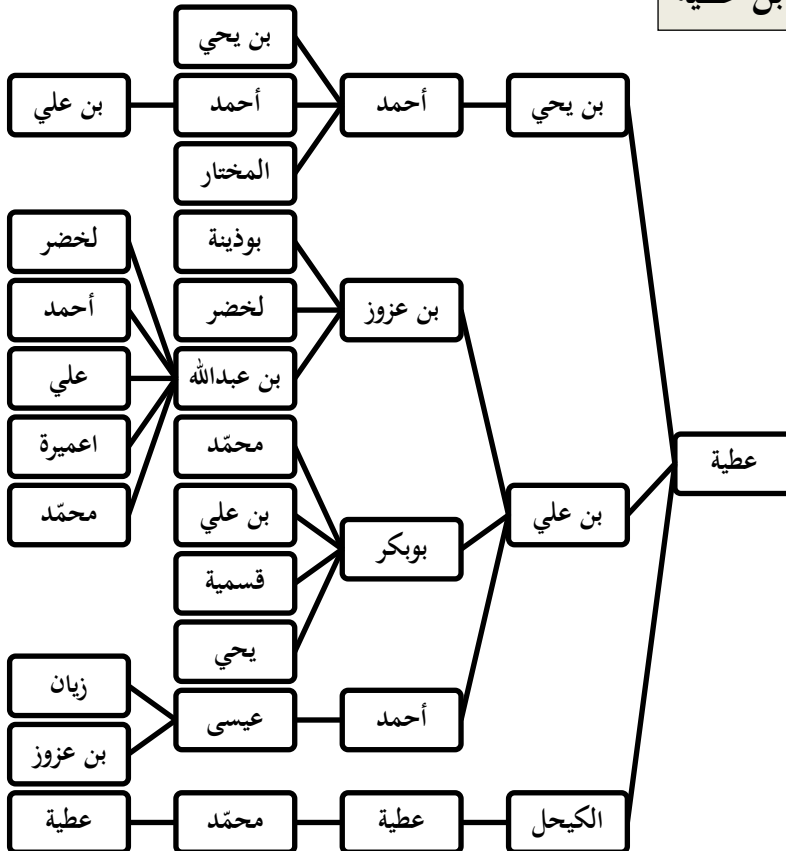 بن عطية
عطية
بن يحي
أحمد
بن يحي
أحمد
بن علي
المختار
بن علي
بن عزوز
بوذينة
لخضر
بن عبدالله
لخضر
أحمد
علي
اعميرة
محمّد
بوبكر
محمّد
بن علي
قسمية
يحي
أحمد
عيسى
زيان
بن عزوز
الكيحل
عطية
محمّد
عطية